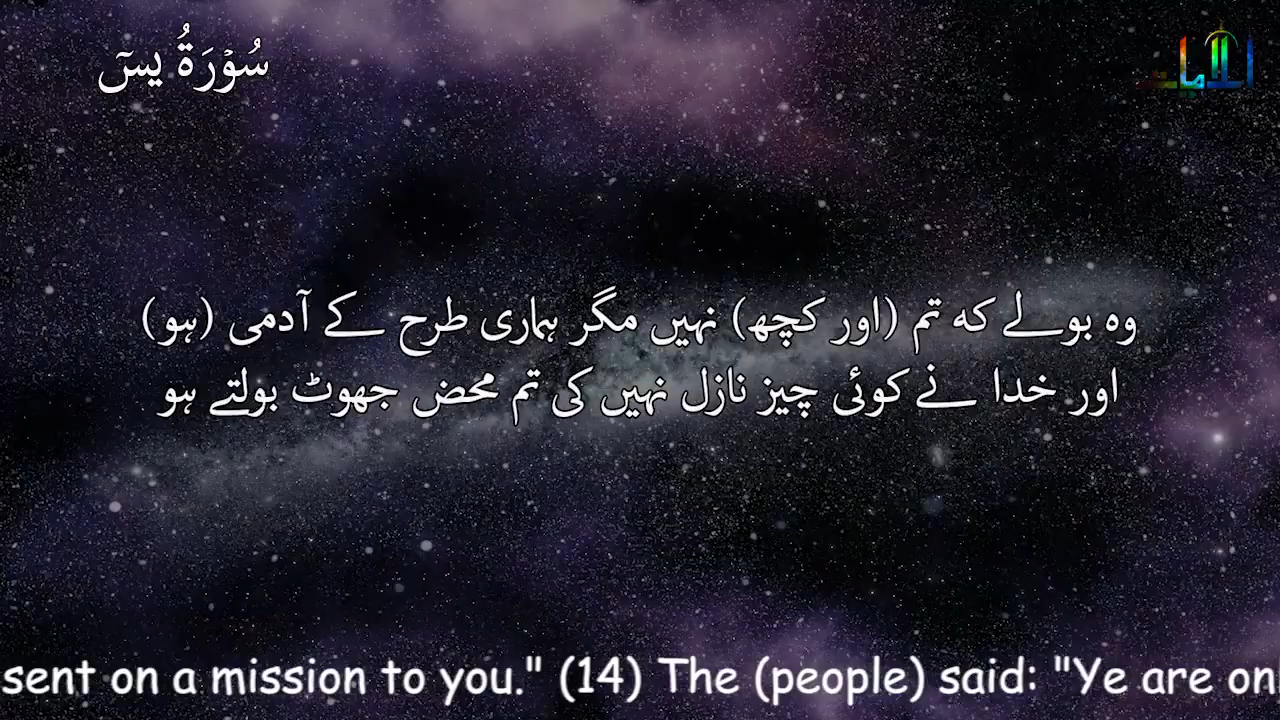 سُوۡرَةُ يسٓ
وہ بولے کہ تم (اور کچھ) نہیں مگر ہماری طرح کے آدمی (ہو)
اور خدا نے کوئی چیز نازل نہیں کی تم محض جھوٹ بولتے ہو
sent on a mission to you." (14) The (people) said: "Ye are on